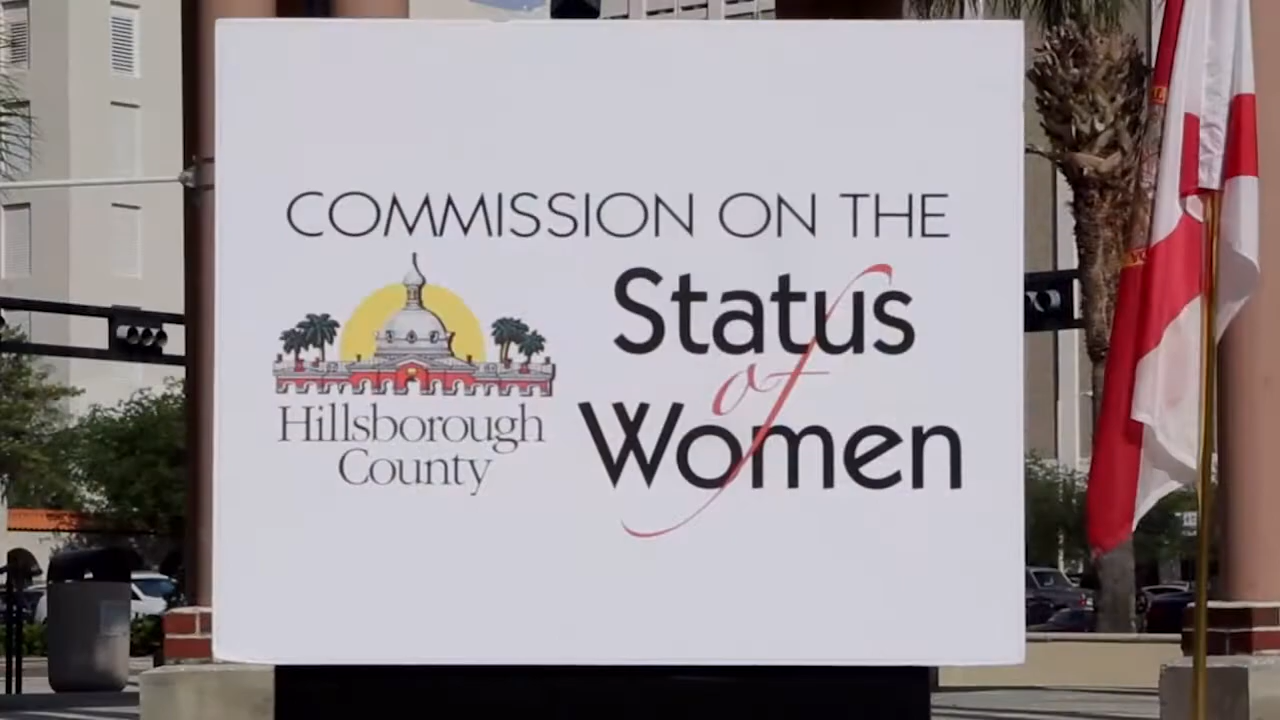 COMMISSION ON THE
Status
of
Women
Hillsborough
County